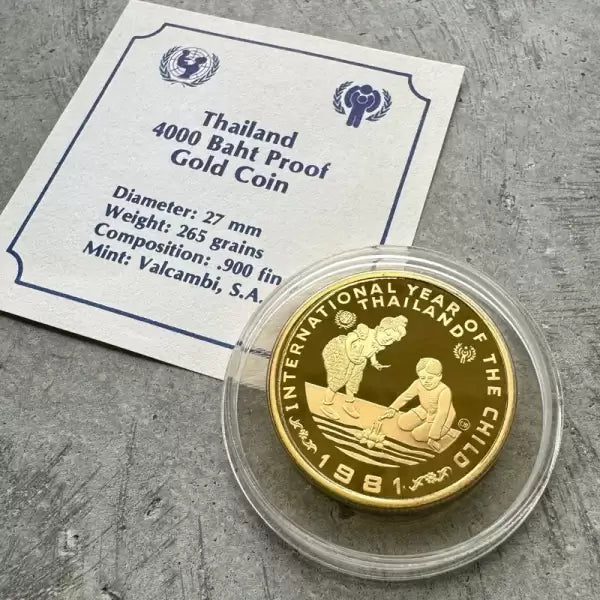 Thailand
4000 Baht Proof
Gold Coin
Diameter: 27 mm
Weight: 265 grains
Composition: .900 fin
Mint: Valcambi, S.A.
INTERNATIONAL YEAR OF THE CHILD
THAILAND
1981